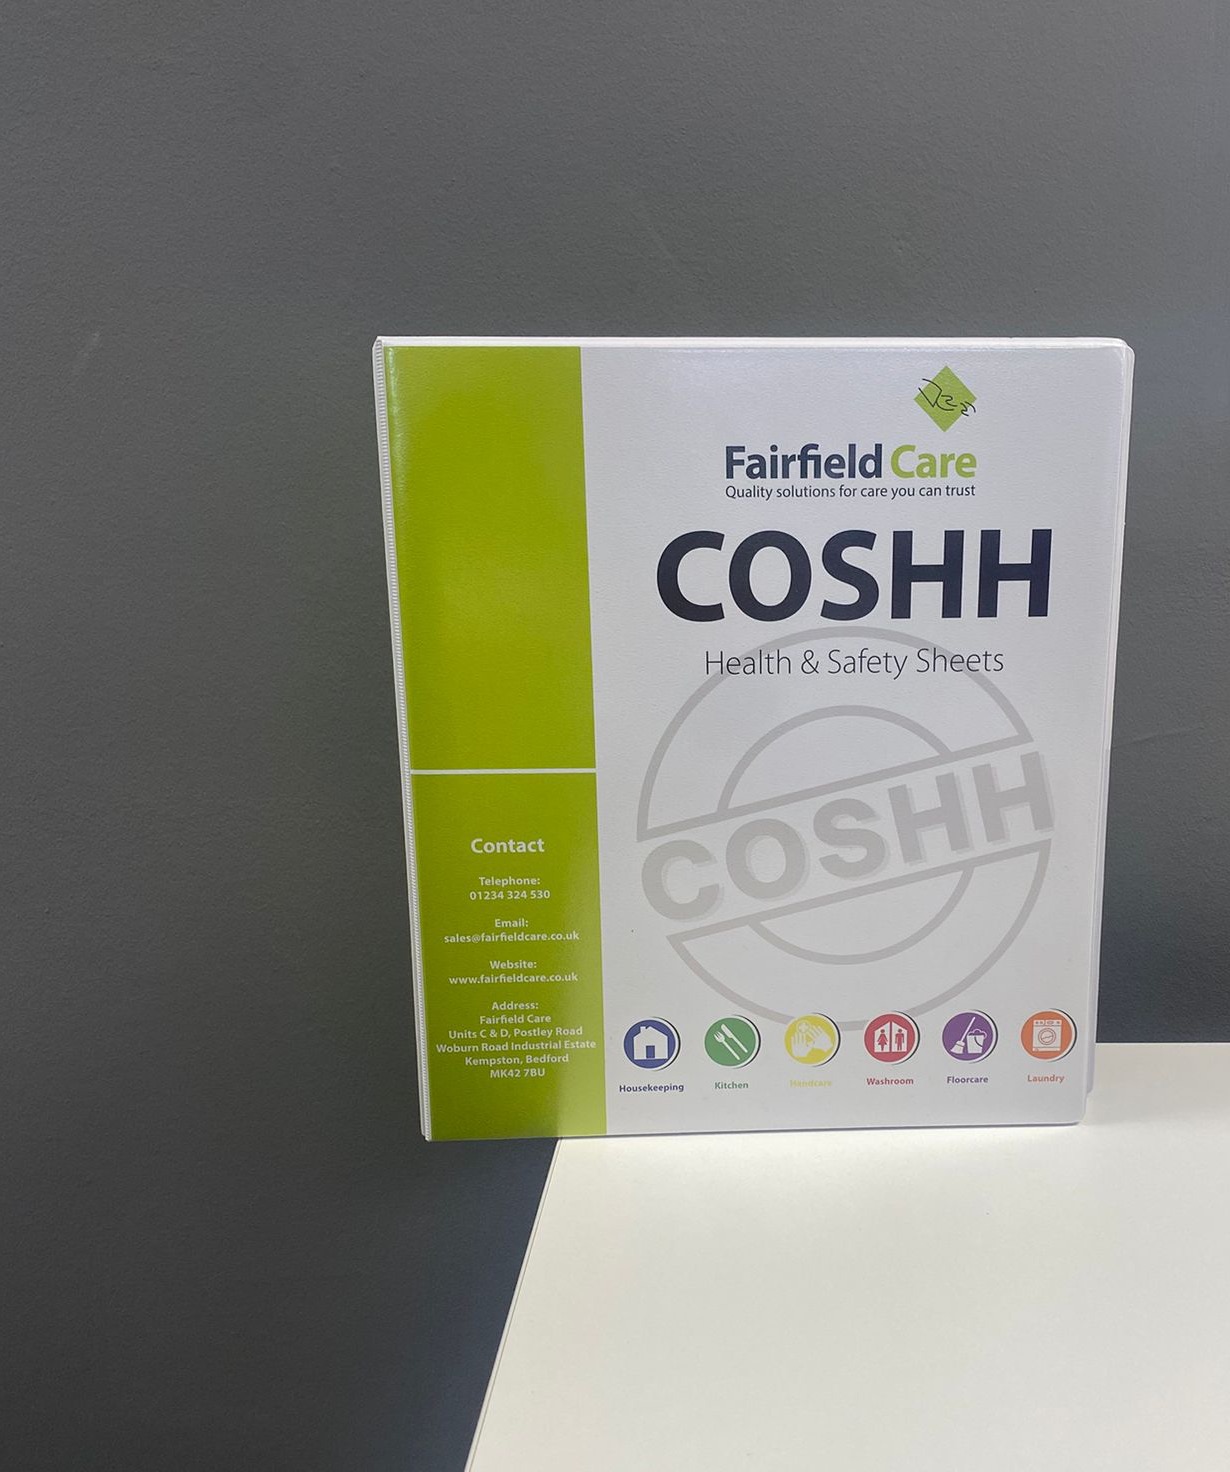 Fairfield Care
Quality solutions for care you can trust
COSHH
Health & Safety Sheets
COSHH
Contact
Telephone:
01234 324 530
Email:
sales@fairfieldcare.co.uk
Website:
www.fairfieldcare.co.uk
Address:
Fairfield Care
Units C & D, Postley Road
Woburn Road Industrial Estate
Kempston, Bedford
MK42 7BU
Housekeeping
Kitchen
Handcare
Washroom
Floorcare
Laundry